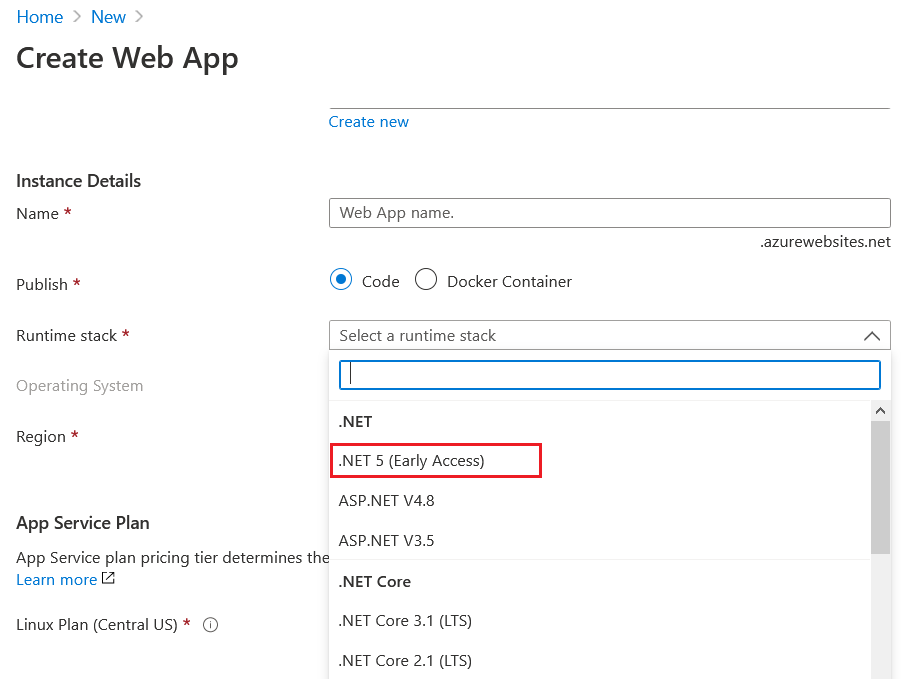 Home > New >
Create Web App
Create new
Instance Details
Name *
Web App name.
.azurewebsites.net
Publish *
Code
Docker Container
Runtime stack *
Select a runtime stack
Operating System
Region *
.NET
.NET 5 (Early Access)
ASP.NET V4.8
ASP.NET V3.5
.NET Core
.NET Core 3.1 (LTS)
.NET Core 2.1 (LTS)
App Service Plan
App Service plan pricing tier determines the
Learn more
Linux Plan (Central US) *